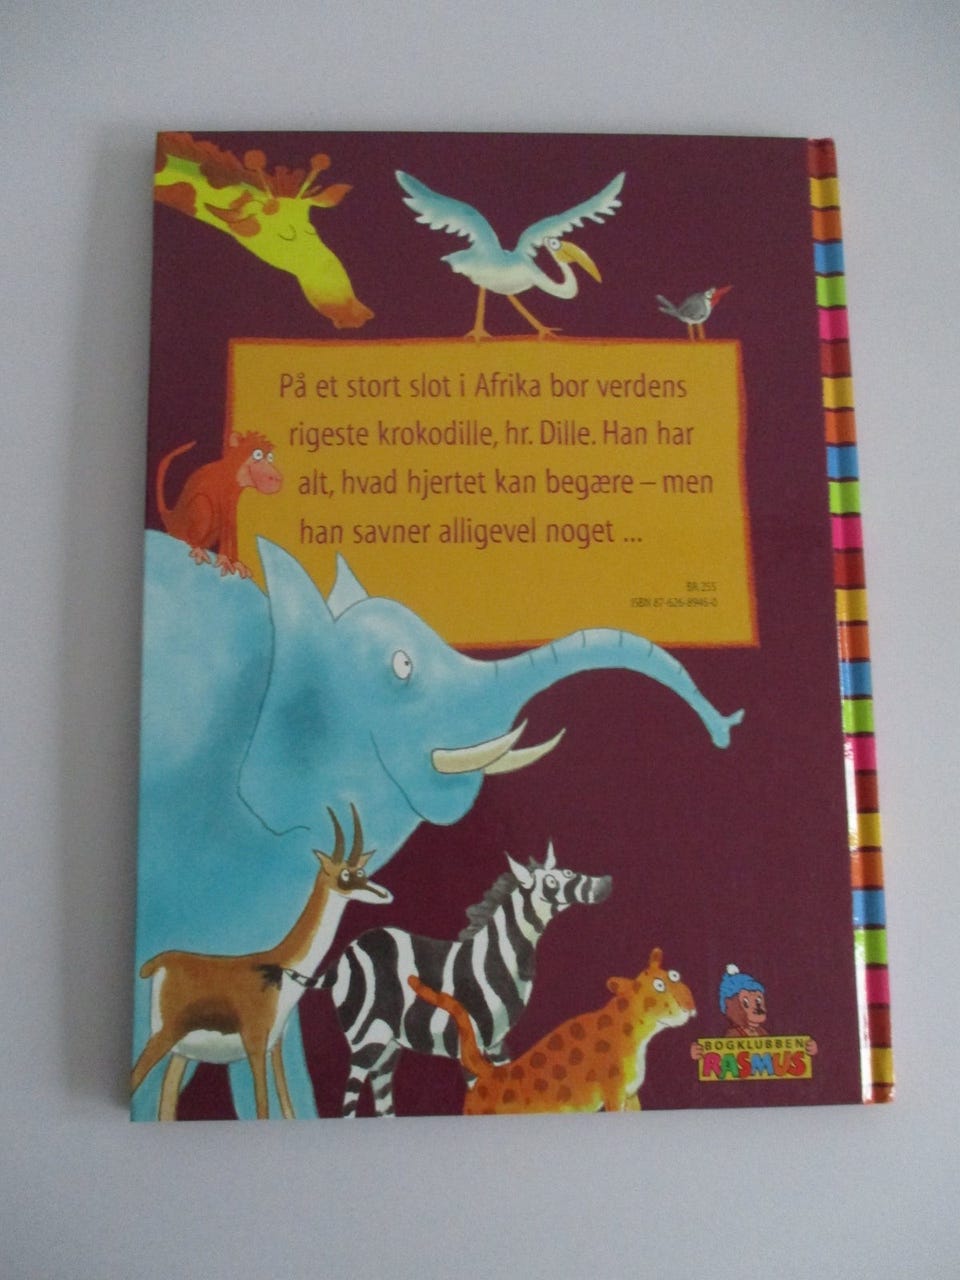 På et stort slot i Afrika bor verdens
rigeste krokodille, hr. Dille. Han har
alt, hvad hjertet kan begære – men
han savner alligevel noget ...
BR 255
ISBN 87-626-8946-0
BOGKLUBBEN
RASMUS